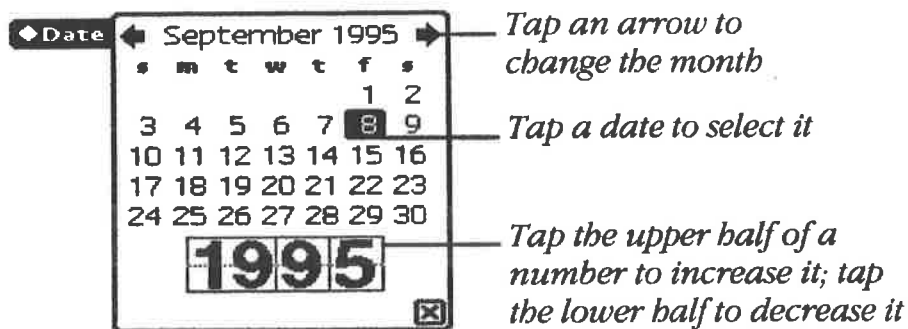 ◆Date
September 1995
s m t w t f s
1 2
3 4 5 6 7 8 9
10 11 12 13 14 15 16
17 18 19 20 21 22 23
24 25 26 27 28 29 30
1995
Tap an arrow to
change the month
Tap a date to select it
Tap the upper half of a
number to increase it; tap
the lower half to decrease it